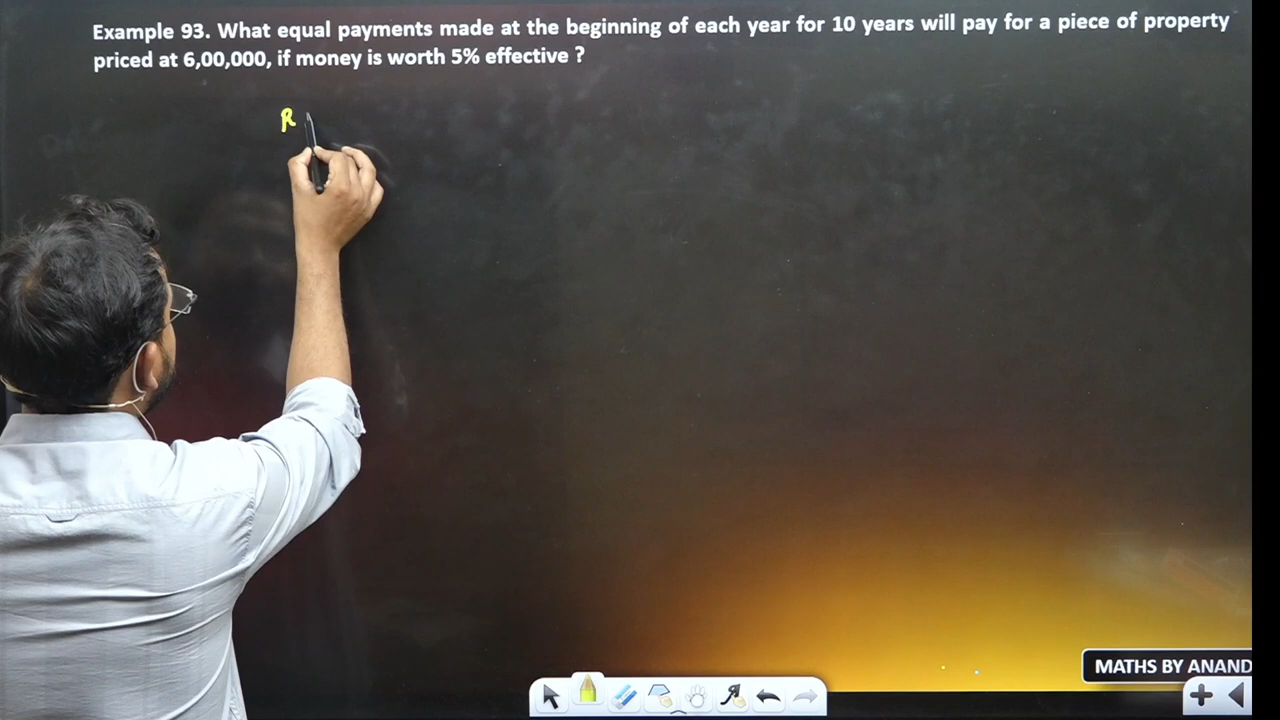 Example 93. What equal payments made at the beginning of each year for 10 years will pay for a piece of property
priced at 6,00,000, if money is worth 5% effective ?
R
MATHS BY ANAND